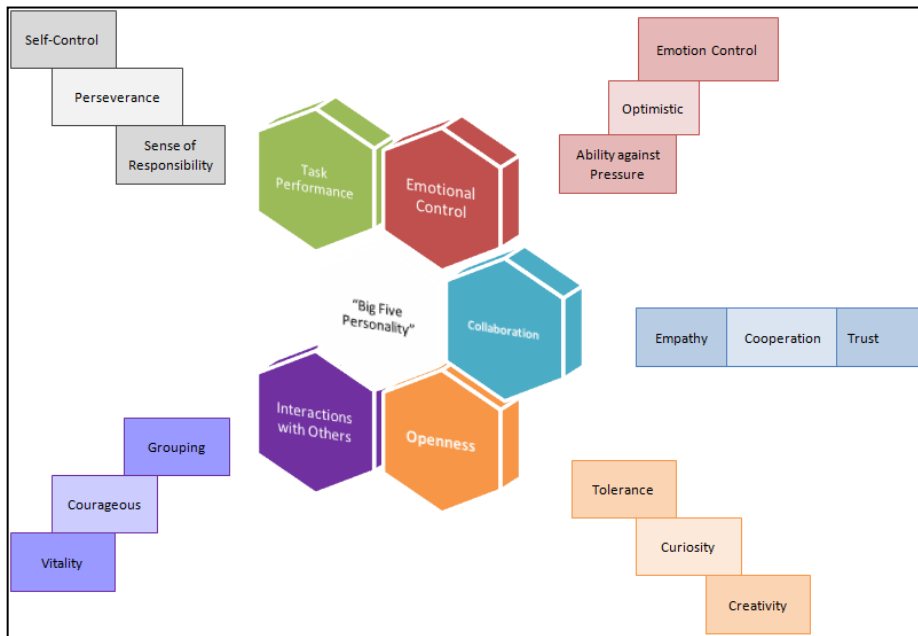 Self-Control
Perseverance
Sense of
Responsibility
Emotion Control
Optimistic
Ability against
Pressure
Task
Performance
Emotional
Control
"Big Five
Personality"
Collaboration
Empathy
Cooperation
Trust
Interactions
with Others
Openness
Grouping
Courageous
Vitality
Tolerance
Curiosity
Creativity